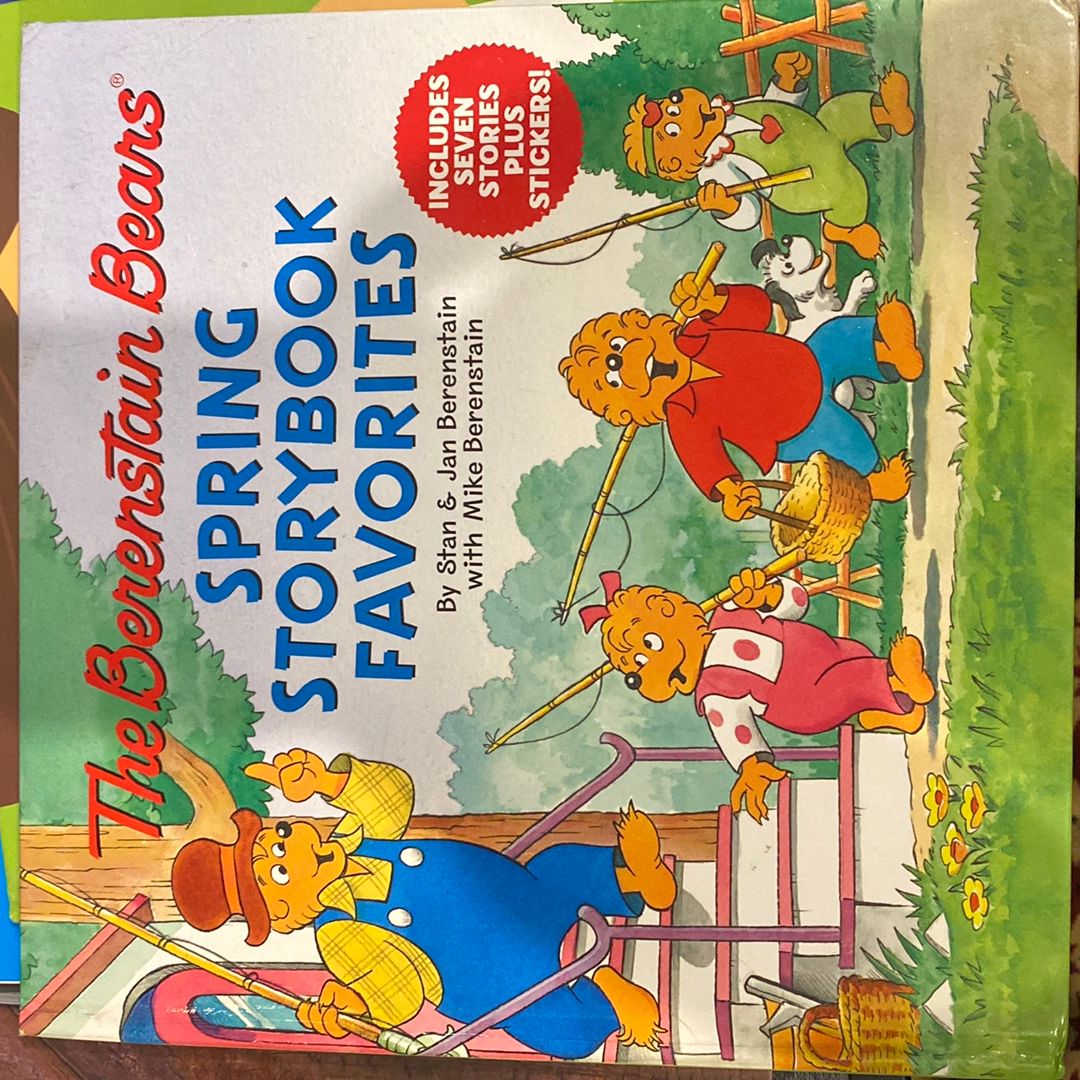 The Berenstain Bears®
SPRING
STORYBOOK
FAVORITES
By Stan & Jan Berenstain
with Mike Berenstain
INCLUDES
SEVEN
STORIES
PLUS
STICKERS!